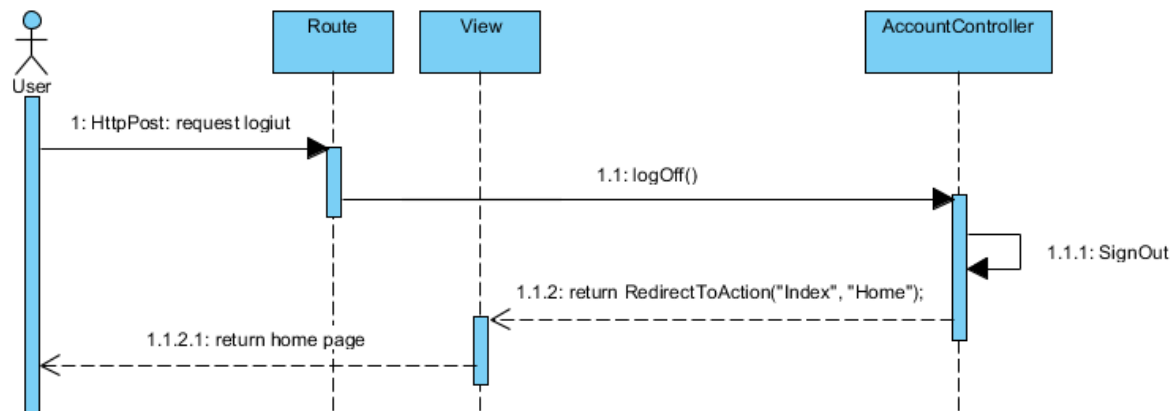 Route
View
AccountController
User
1: HttpPost: request logiut
1.1: logOff()
1.1.1: SignOut
1.1.2: return RedirectToAction("Index", "Home");
1.1.2.1: return home page